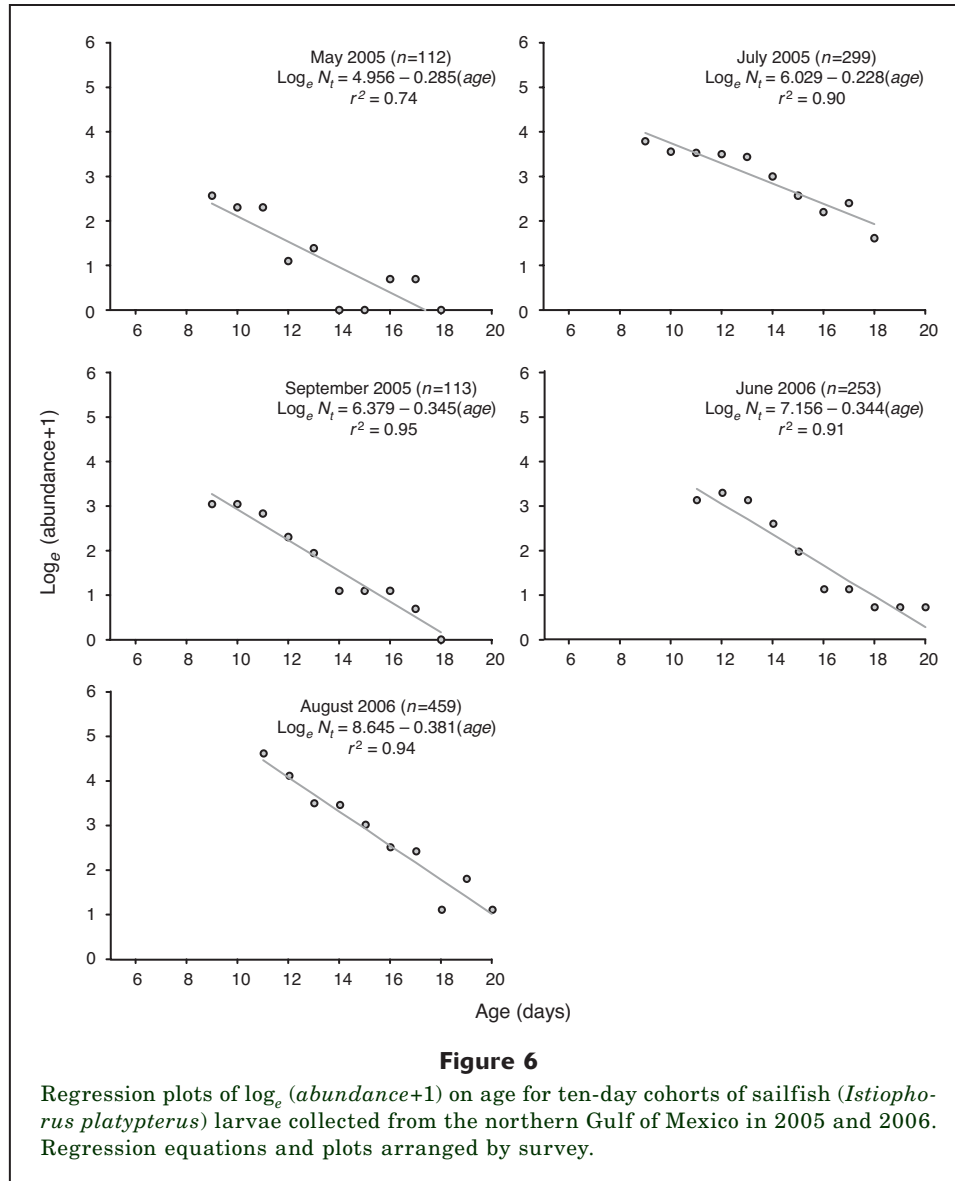 6
5
4
3
2
1
0
6 8 10 12 14 16 18 20
May 2005 (n=112)
Logₑ Nₜ = 4.956 – 0.285(age)
r² = 0.74
6
5
4
3
2
1
0
6 8 10 12 14 16 18 20
July 2005 (n=299)
Logₑ Nₜ = 6.029 – 0.228(age)
r² = 0.90
Logₑ (abundance+1)
6
5
4
3
2
1
0
6 8 10 12 14 16 18 20
September 2005 (n=113)
Logₑ Nₜ = 6.379 – 0.345(age)
r² = 0.95
6
5
4
3
2
1
0
6 8 10 12 14 16 18 20
June 2006 (n=253)
Logₑ Nₜ = 7.156 – 0.344(age)
r² = 0.91
6
5
4
3
2
1
0
6 8 10 12 14 16 18 20
August 2006 (n=459)
Logₑ Nₜ = 8.645 – 0.381(age)
r² = 0.94
Age (days)
Figure 6
Regression plots of logₑ (abundance+1) on age for ten-day cohorts of sailfish (Istiopho-
rus platypterus) larvae collected from the northern Gulf of Mexico in 2005 and 2006.
Regression equations and plots arranged by survey.